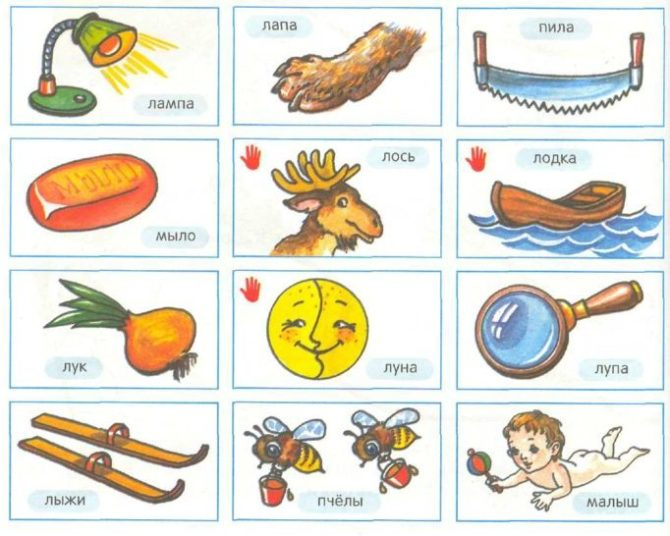 лампа
лапа
пила
МЫЛО
мыло
лось
лодка
лук
луна
лупа
лыжи
пчёлы
малыш